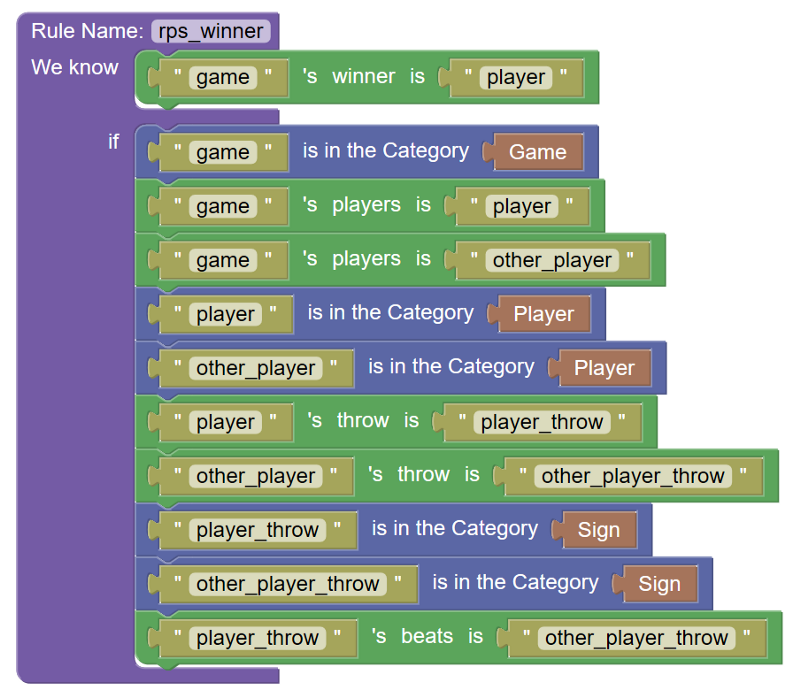 Rule Name: rps_winner
We know " game " 's winner is " player "
if " game " is in the Category Game
" game " 's players is " player "
" game " 's players is " other_player "
" player " is in the Category Player
" other_player " is in the Category Player
" player " 's throw is " player_throw "
" other_player " 's throw is " other_player_throw "
" player_throw " is in the Category Sign
" other_player_throw " is in the Category Sign
" player_throw " 's beats is " other_player_throw "